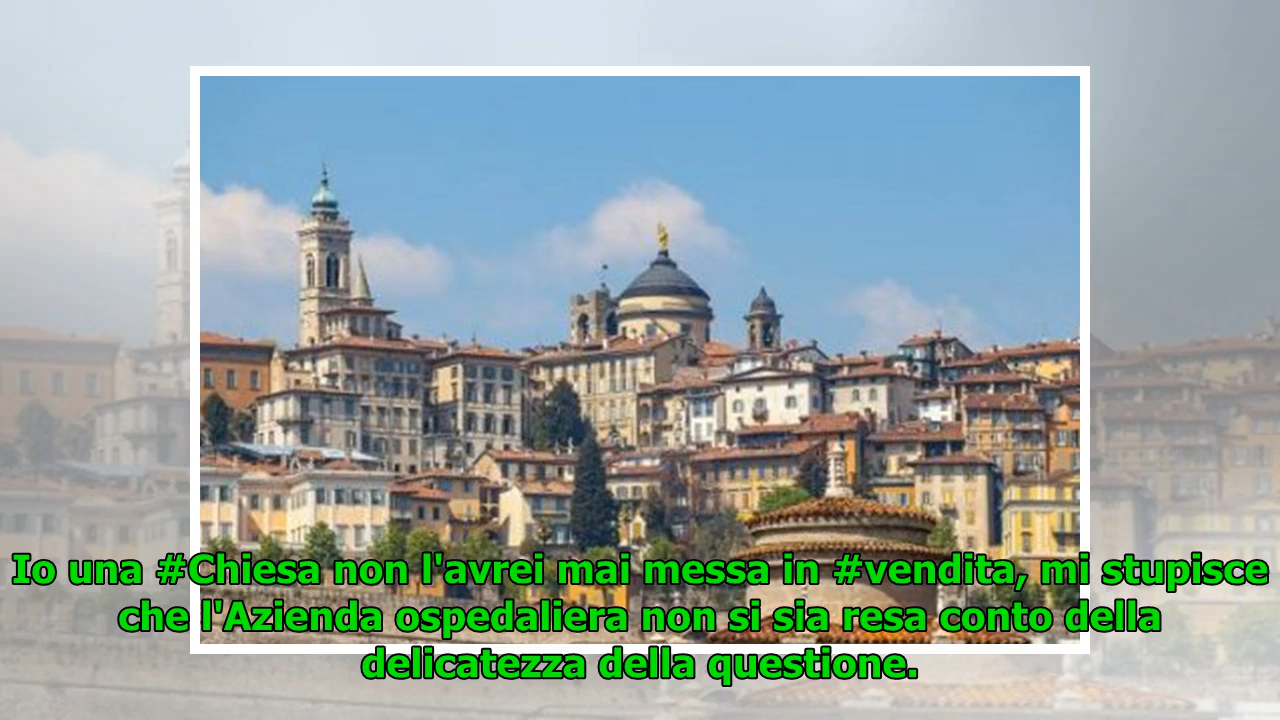 Io una #Chiesa non l'avrei mai messa in #vendita, mi stupisce
che l'Azienda ospedaliera non si sia resa conto della
delicatezza della questione.